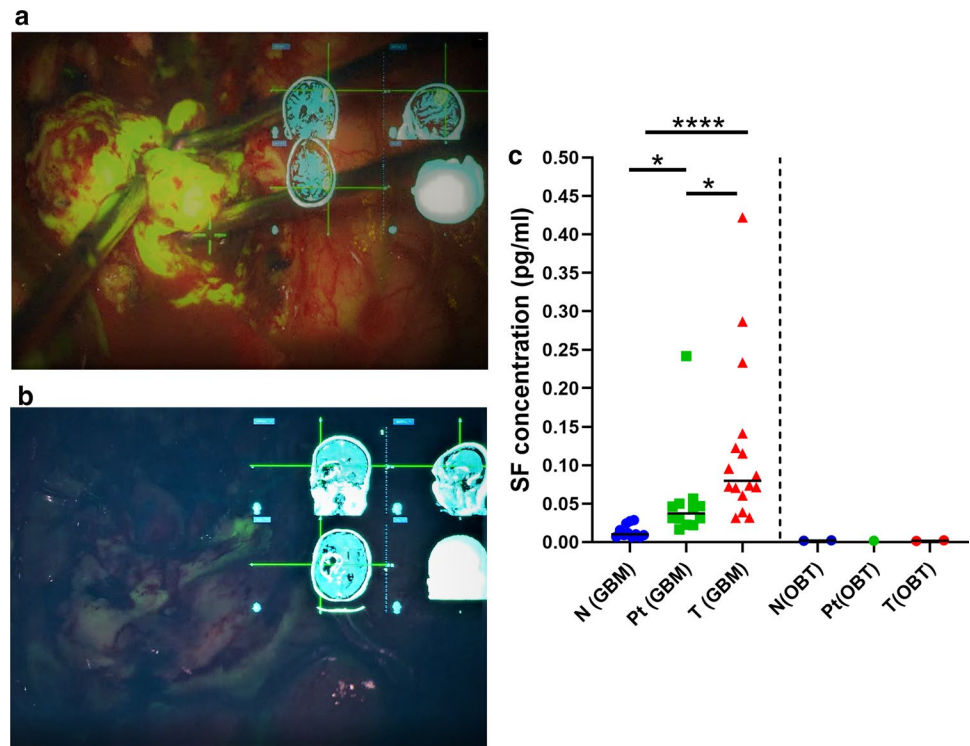 a
b
c
****
*
*
SF concentration (pg/ml)
0.50
0.45
0.40
0.35
0.30
0.25
0.20
0.15
0.10
0.05
0.00
N (GBM)
Pt (GBM)
T (GBM)
N(OBT)
Pt(OBT)
T(OBT)